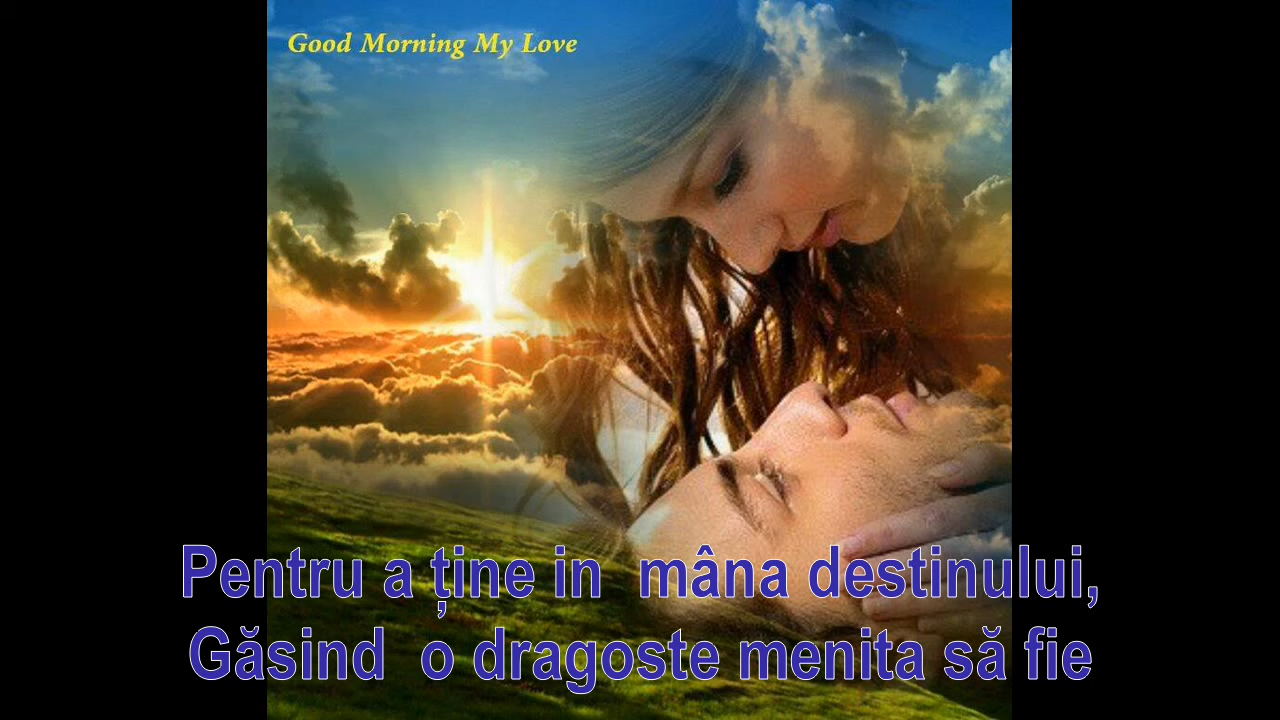 Good Morning My Love
Pentru a ține in  mâna destinului,
Găsind  o dragoste menita să fie